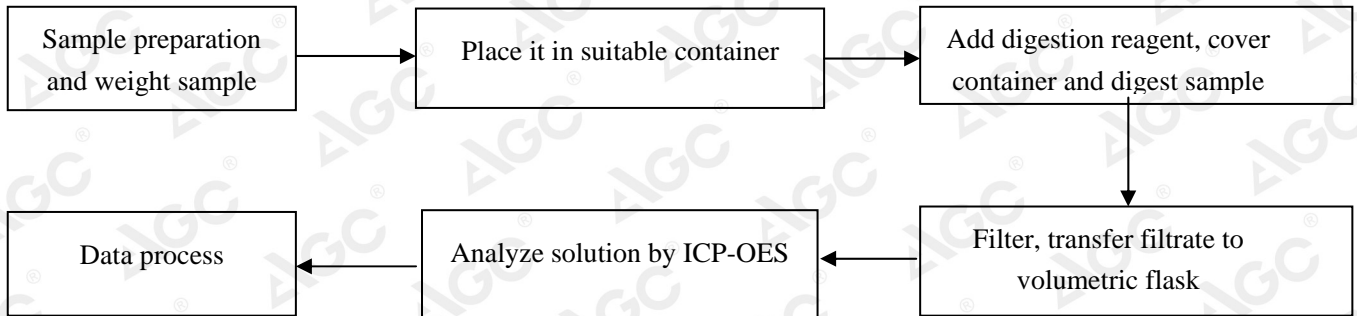 Sample preparation
and weight sample
Place it in suitable container
Add digestion reagent, cover
container and digest sample
Filter, transfer filtrate to
volumetric flask
Analyze solution by ICP-OES
Data process
AGC®